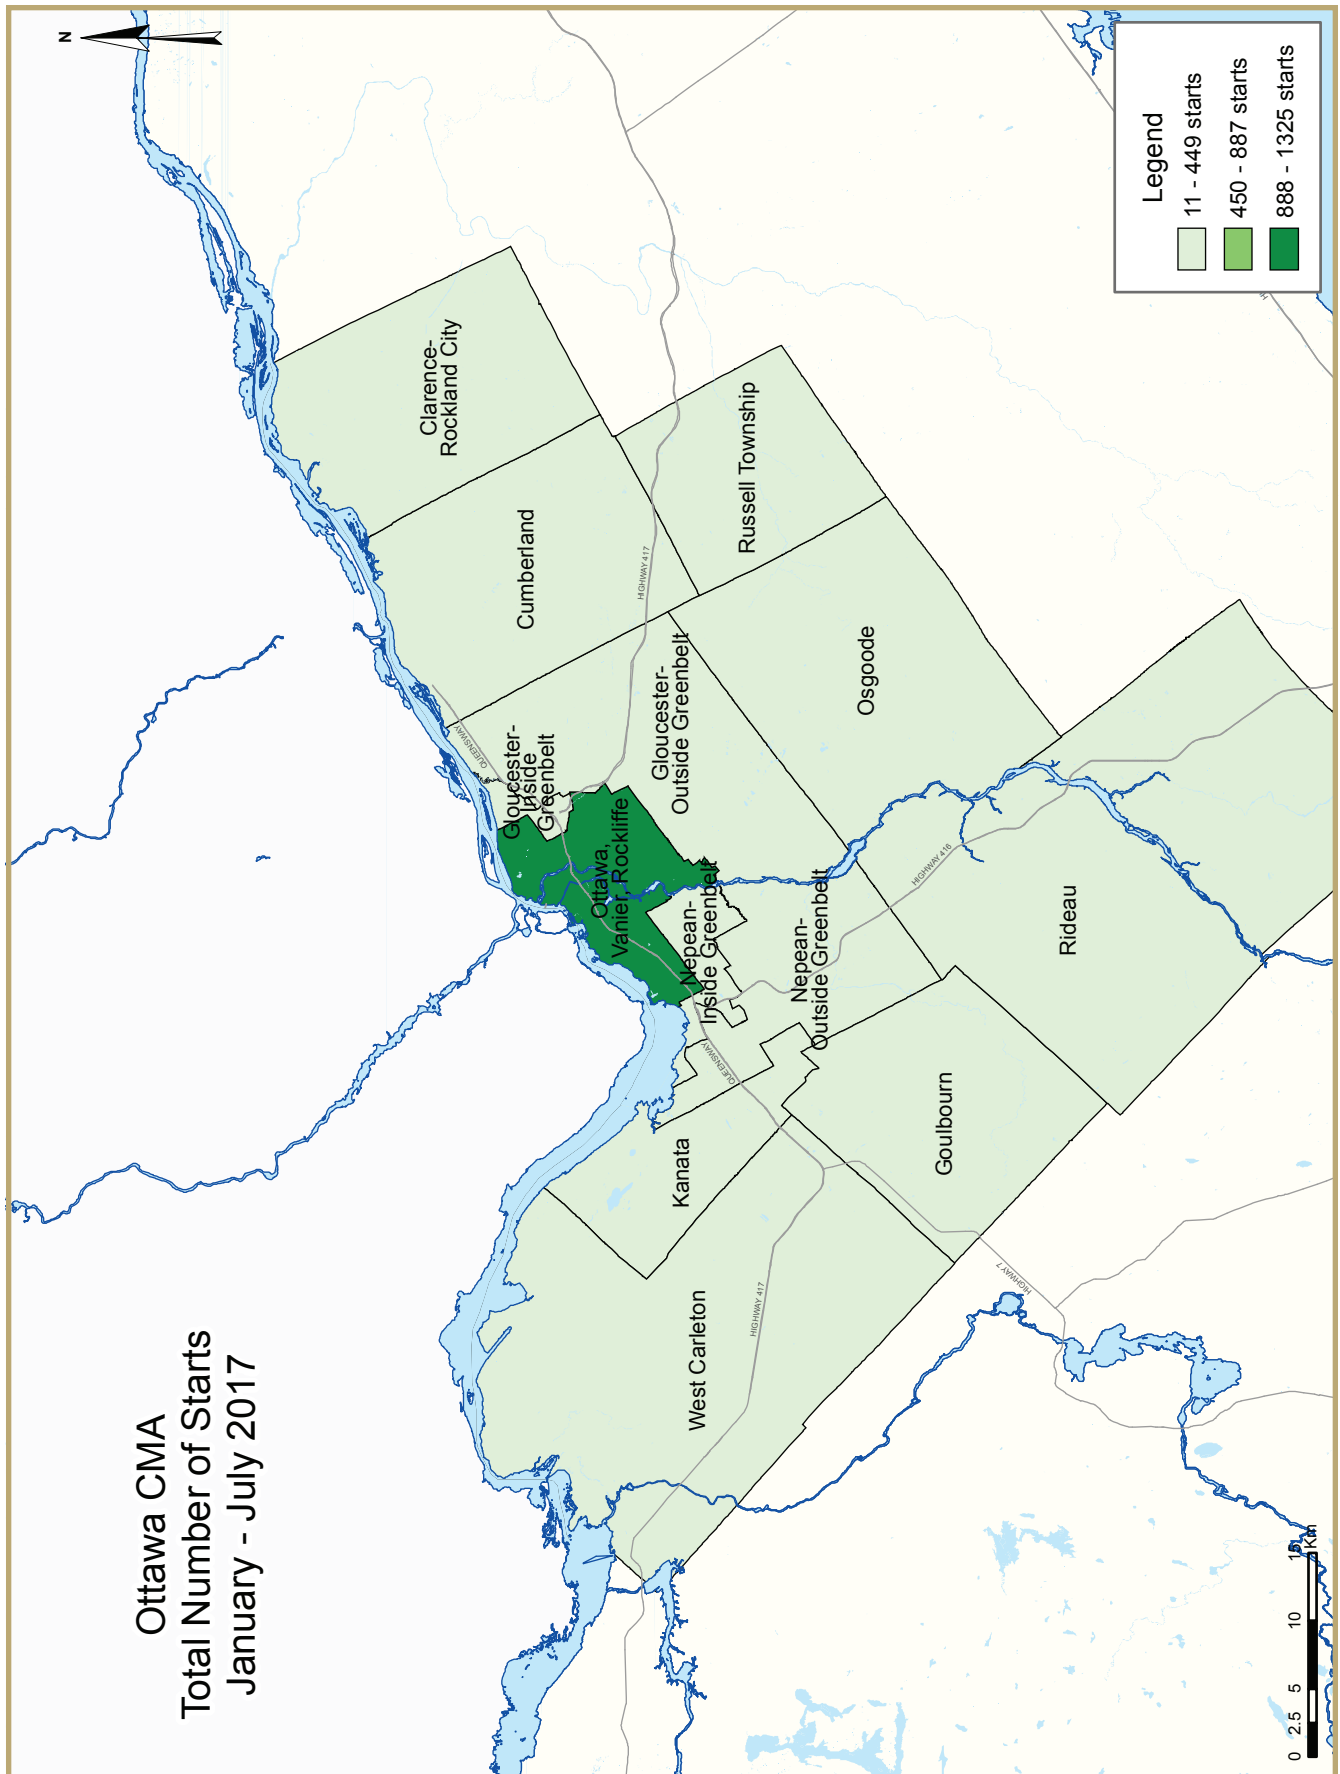 Ottawa CMA
Total Number of Starts
January - July 2017
N
Legend
11 - 449 starts
450 - 887 starts
888 - 1325 starts
Clarence-
Rockland City
Cumberland
Russell Township
HIGHWAY 417
QUEENSWAY
Gloucester-
Inside
Greenbelt
Gloucester-
Outside Greenbelt
Osgoode
Ottawa,
Vanier, Rockliffe
Nepean-
Inside Greenbelt
Nepean-
Outside Greenbelt
HIGHWAY 416
Rideau
QUEENSWAY
Kanata
Goulbourn
West Carleton
HIGHWAY 417
HIGHWAY 7
H
0 2.5 5 10 15
Km